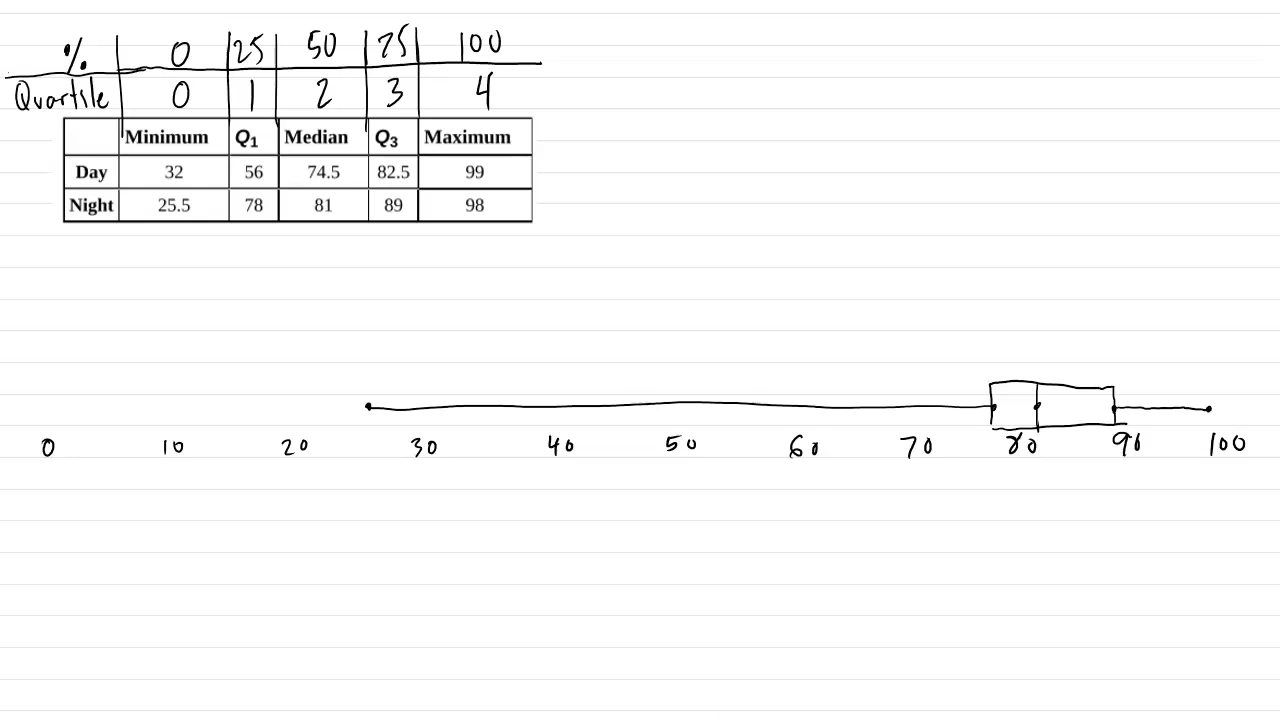 % 0 25 50 75 100
Quartile 0 1 2 3 4
Minimum Q1 Median Q3 Maximum
Day 32 56 74.5 82.5 99
Night 25.5 78 81 89 98
0 10 20 30 40 50 60 70 80 90 100